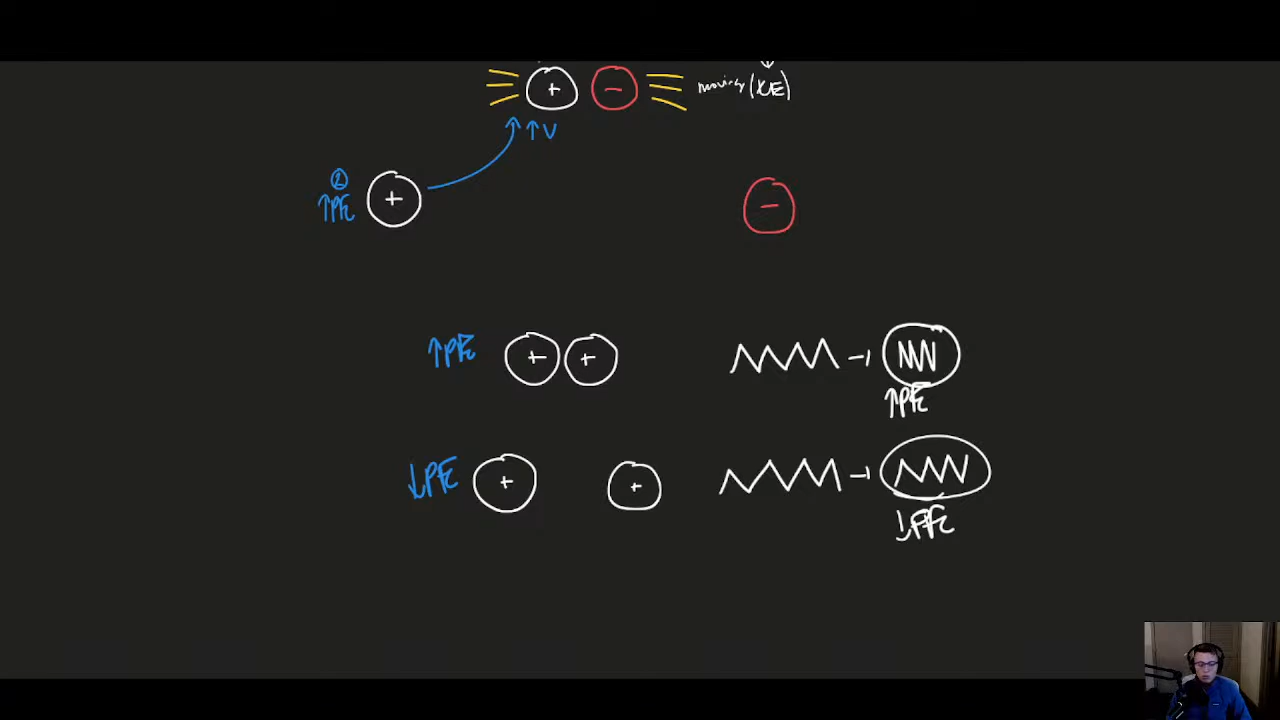 + − moving (KE)
↑V
②
↑PE +
−
↑PE + +
↑PE
↓PE + +
↓PE